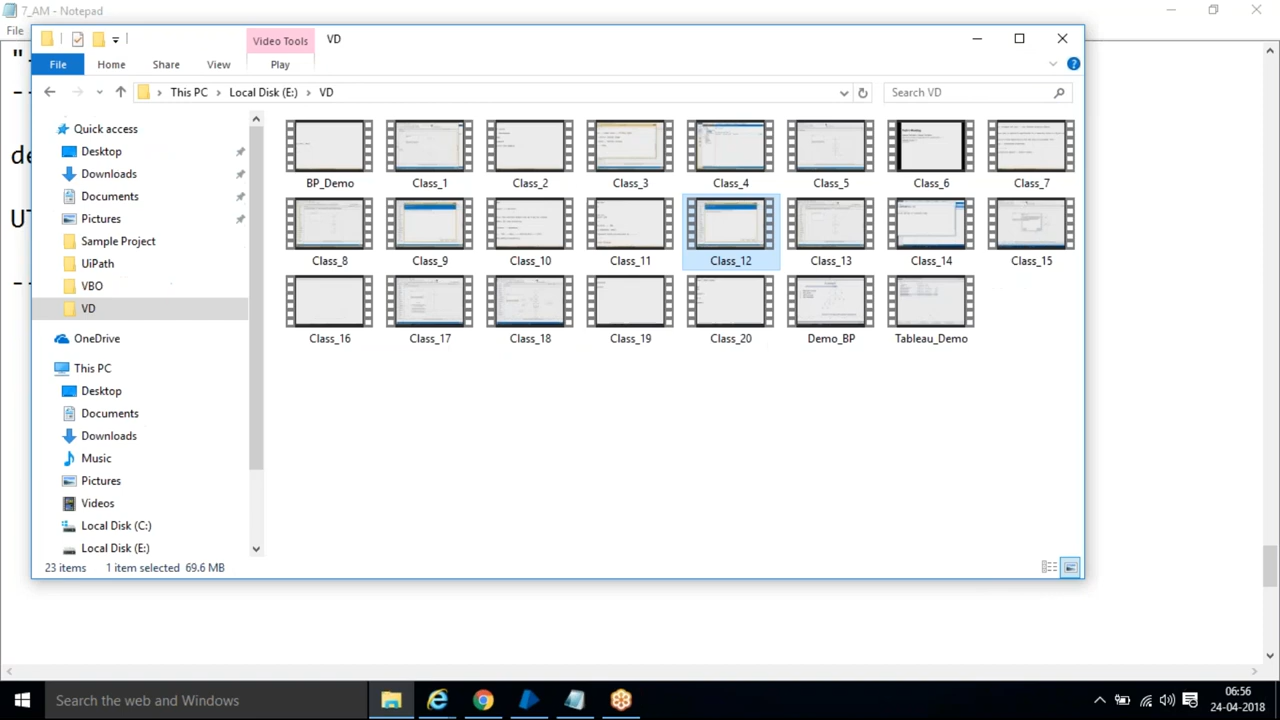 7_AM - Notepad
File
Video Tools
VD
File
Home
Share
View
Play
This PC
Local Disk (E:)
VD
Search VD
Quick access
Desktop
Downloads
Documents
Pictures
Sample Project
UiPath
VBO
VD
OneDrive
This PC
Desktop
Documents
Downloads
Music
Pictures
Videos
Local Disk (C:)
Local Disk (E:)
BP_Demo
Class_1
Class_2
Class_3
Class_4
Class_5
Class_6
Class_7
Class_8
Class_9
Class_10
Class_11
Class_12
Class_13
Class_14
Class_15
Class_16
Class_17
Class_18
Class_19
Class_20
Demo_BP
Tableau_Demo
23 items
1 item selected 69.6 MB
Search the web and Windows
06:56
24-04-2018